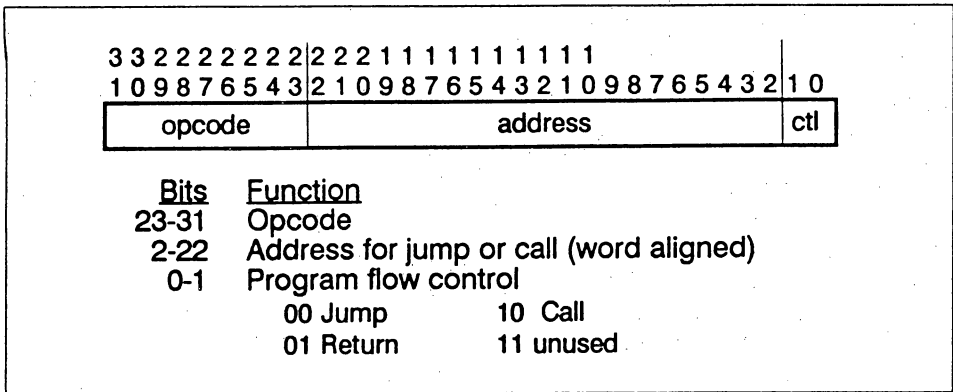 3 3 2 2 2 2 2 2 2 2 2 2 1 1 1 1 1 1 1 1 1 1
1 0 9 8 7 6 5 4 3 2 1 0 9 8 7 6 5 4 3 2 1 0 9 8 7 6 5 4 3 2 1 0
opcode address ctl
Bits Function
23-31 Opcode
2-22 Address for jump or call (word aligned)
0-1 Program flow control
00 Jump 10 Call
01 Return 11 unused